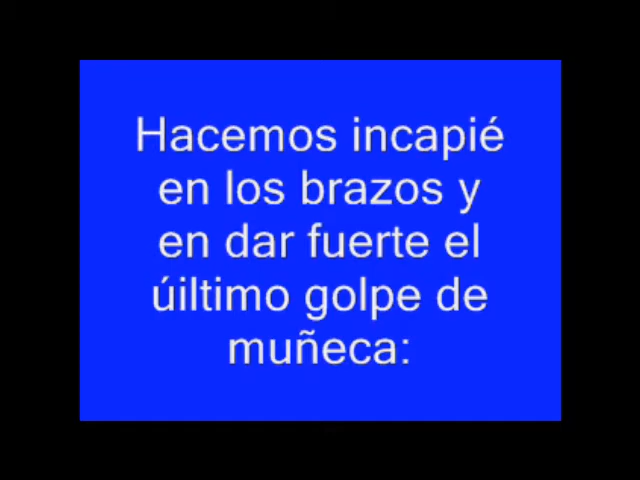 Hacemos incapié
en los brazos y
en dar fuerte el
úiltimo golpe de
muñeca: